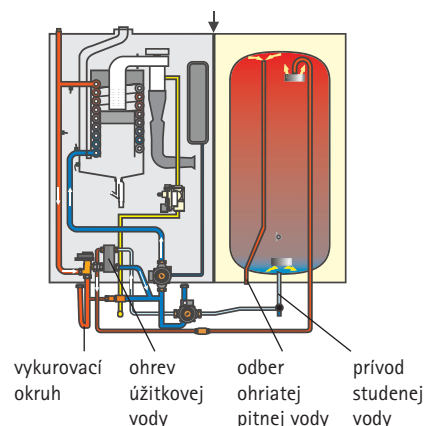 vykurovací
okruh
ohrev
úžitkovej
vody
odber
ohriatej
pitnej vody
prívod
studenej
vody